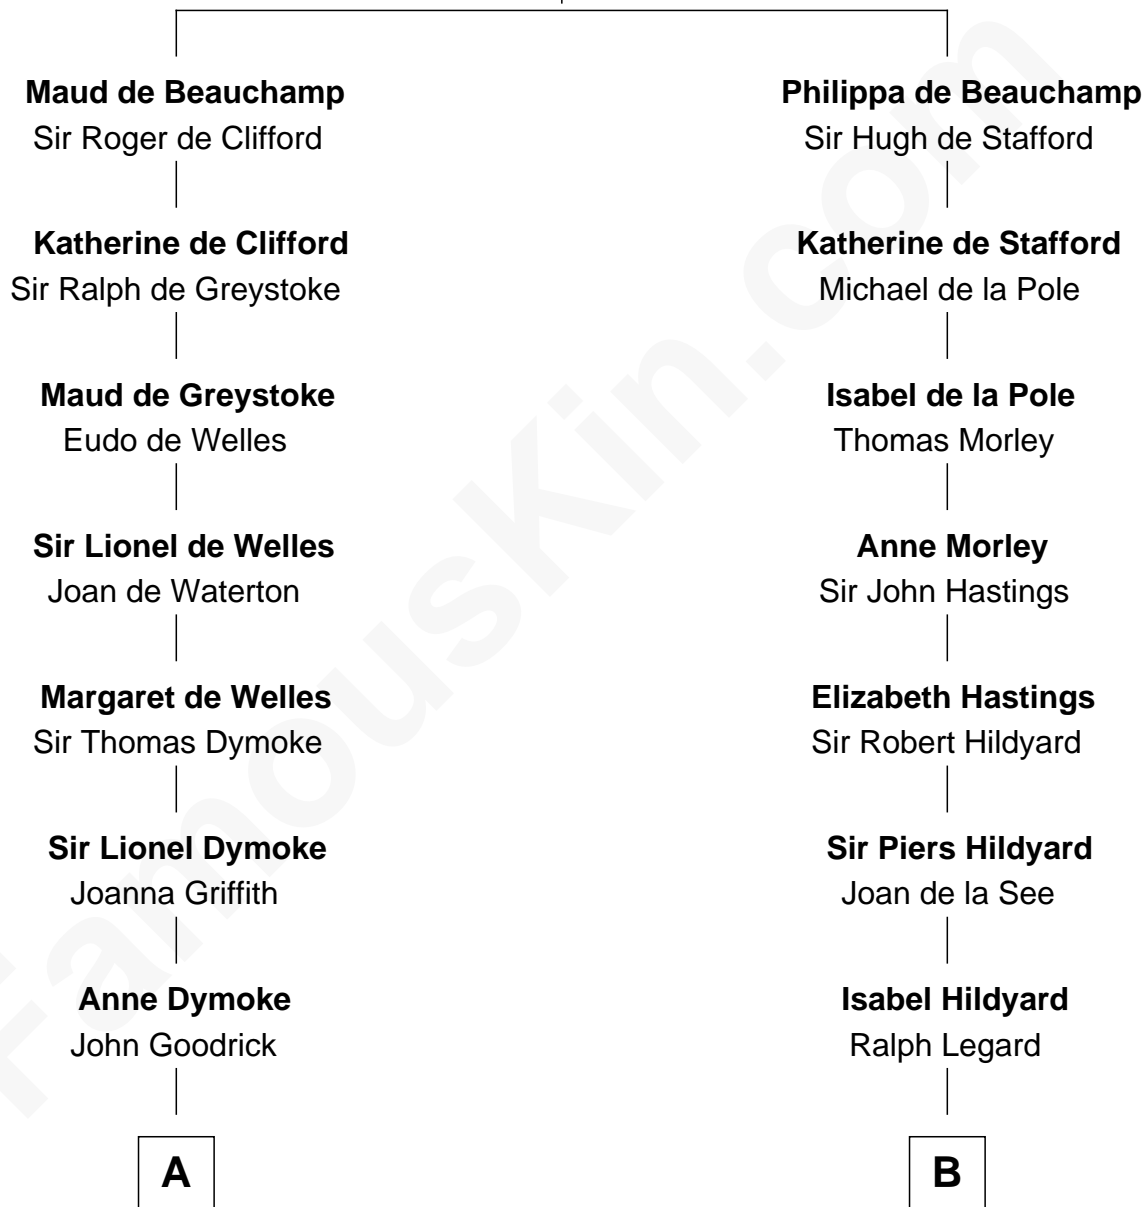 Maud de Beauchamp
Sir Roger de Clifford
Katherine de Clifford
Sir Ralph de Greystoke
Maud de Greystoke
Eudo de Welles
Sir Lionel de Welles
Joan de Waterton
Margaret de Welles
Sir Thomas Dymoke
Sir Lionel Dymoke
Joanna Griffith
Anne Dymoke
John Goodrick
A
Philippa de Beauchamp
Sir Hugh de Stafford
Katherine de Stafford
Michael de la Pole
Isabel de la Pole
Thomas Morley
Anne Morley
Sir John Hastings
Elizabeth Hastings
Sir Robert Hildyard
Sir Piers Hildyard
Joan de la See
Isabel Hildyard
Ralph Legard
B
FamousKin.com